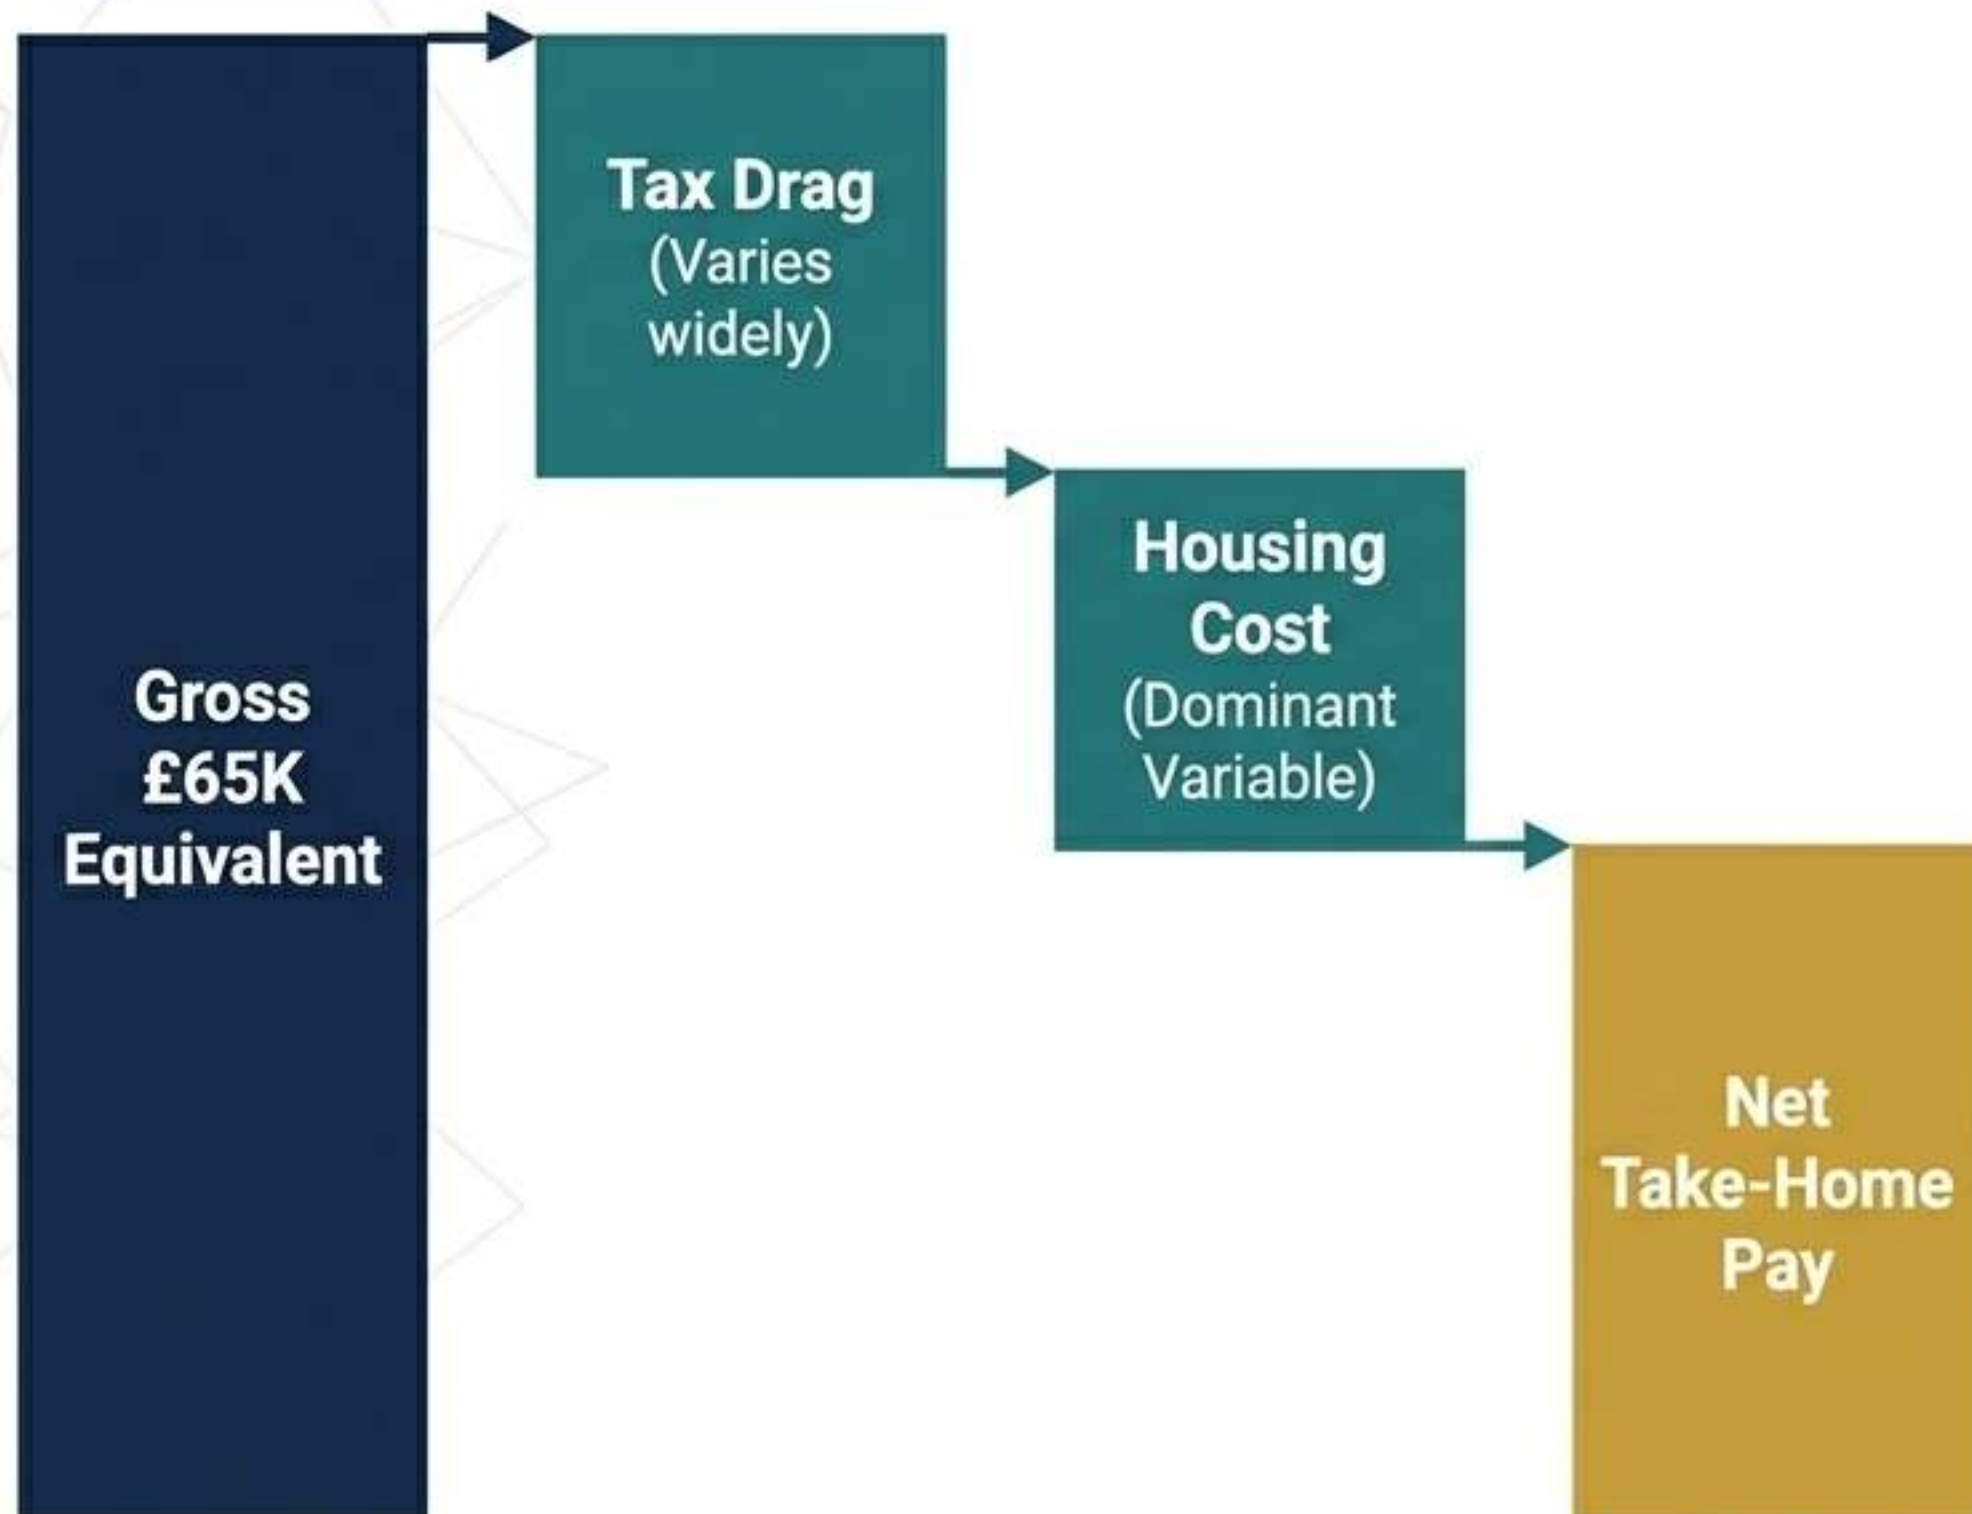 Gross
£65K
Equivalent
Tax Drag
(Varies
widely)
Housing
Cost
(Dominant
Variable)
Net
Take-Home
Pay